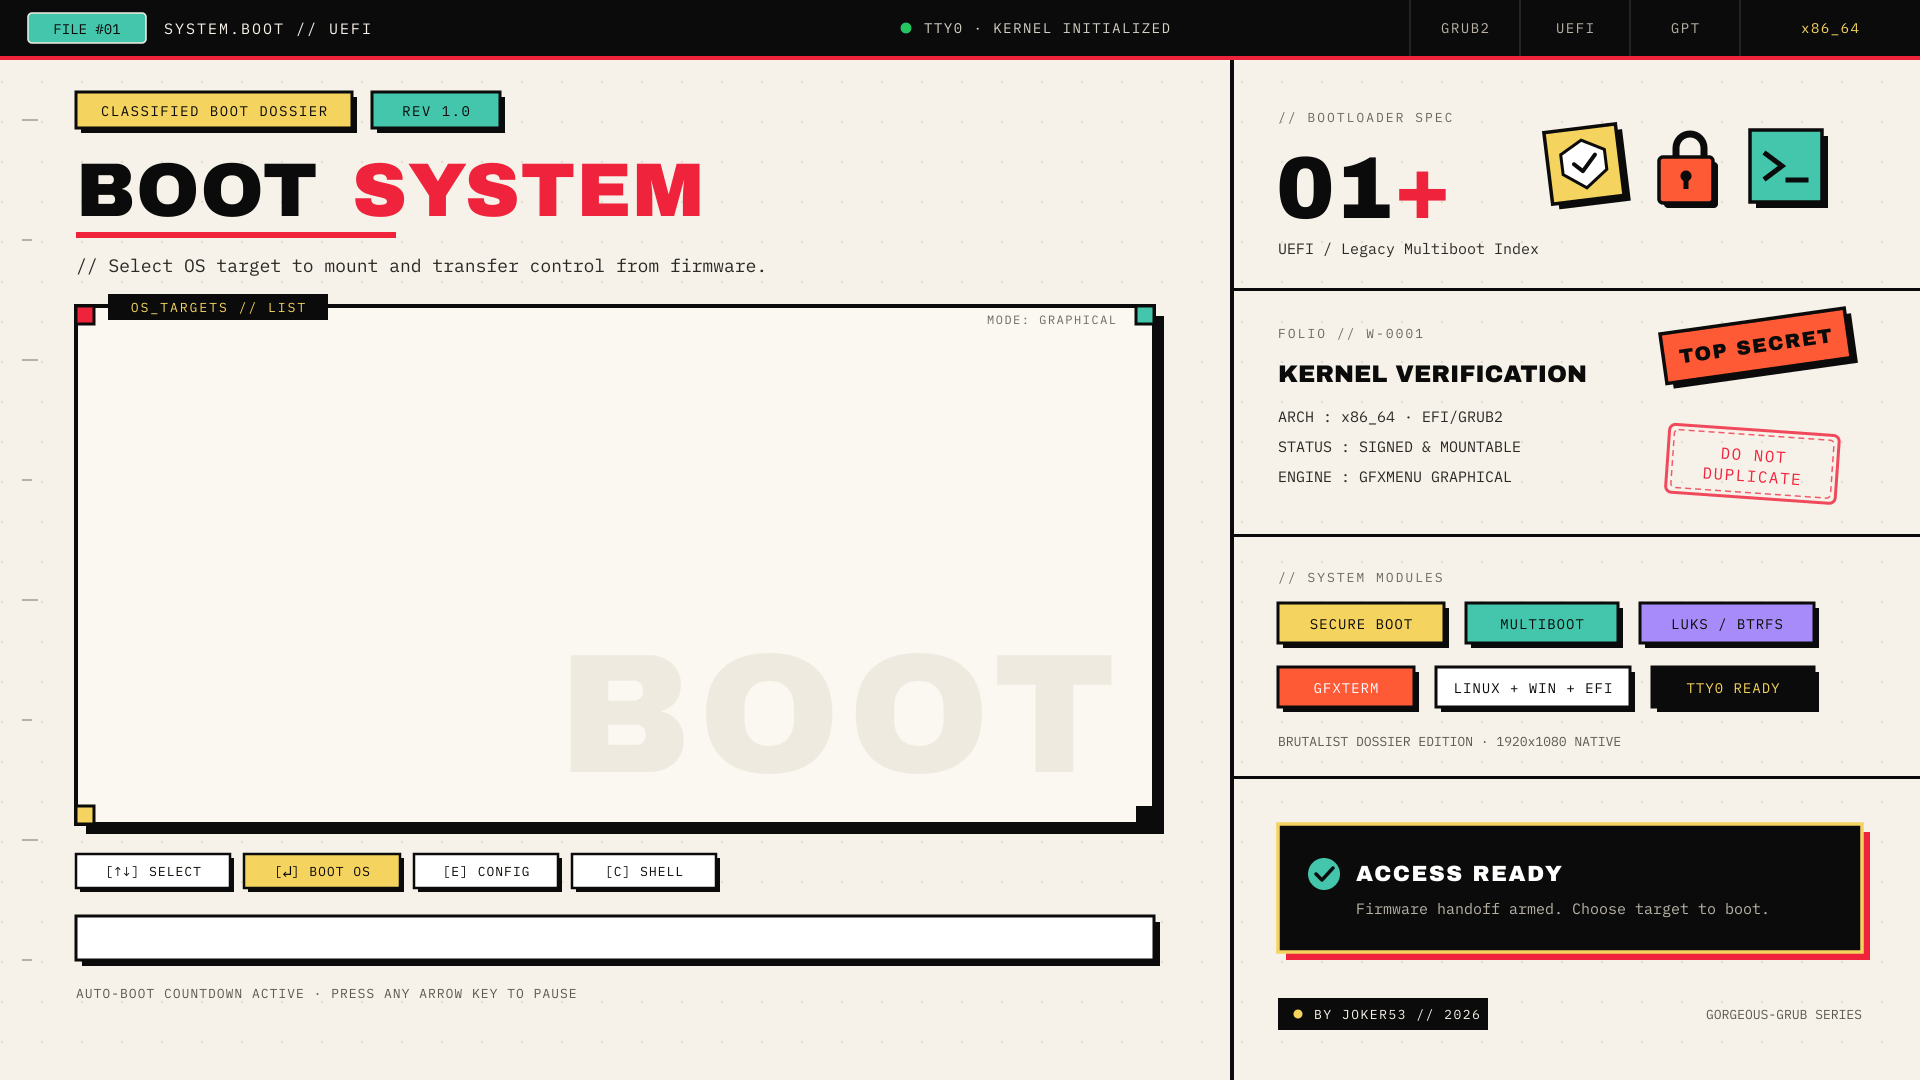 FILE #01
SYSTEM.BOOT // UEFI
TTY0 · KERNEL INITIALIZED
GRUB2
UEFI
GPT
x86_64
CLASSIFIED BOOT DOSSIER
REV 1.0
BOOT SYSTEM
// Select OS target to mount and transfer control from firmware.
OS_TARGETS // LIST
MODE: GRAPHICAL
BOOT
[↑↓] SELECT
[↲] BOOT OS
[E] CONFIG
[C] SHELL
AUTO-BOOT COUNTDOWN ACTIVE · PRESS ANY ARROW KEY TO PAUSE
// BOOTLOADER SPEC
01+
UEFI / Legacy Multiboot Index
FOLIO // W-0001
KERNEL VERIFICATION
ARCH : x86_64 · EFI/GRUB2
STATUS : SIGNED & MOUNTABLE
ENGINE : GFXMENU GRAPHICAL
TOP SECRET
DO NOT
DUPLICATE
// SYSTEM MODULES
SECURE BOOT
MULTIBOOT
LUKS / BTRFS
GFXTERM
LINUX + WIN + EFI
TTY0 READY
BRUTALIST DOSSIER EDITION · 1920x1080 NATIVE
ACCESS READY
Firmware handoff armed. Choose target to boot.
BY JOKER53 // 2026
GORGEOUS-GRUB SERIES